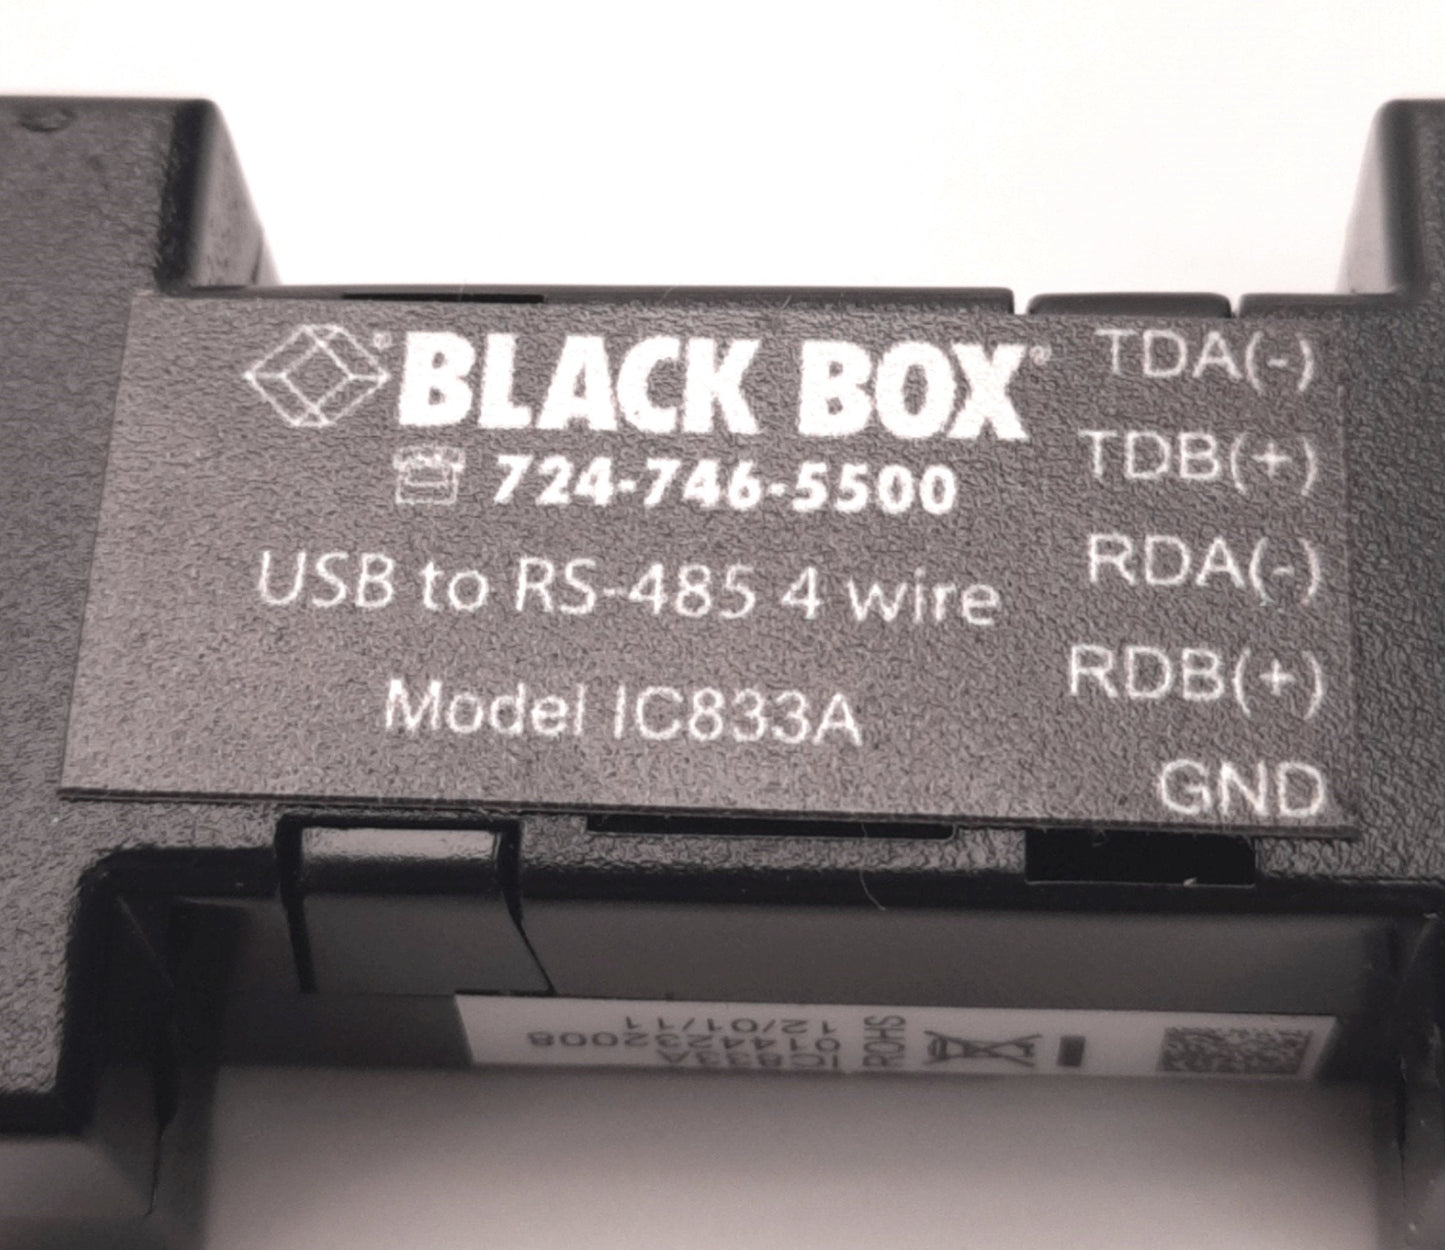 BLACK BOX®
724-746-5500
USB to RS-485 4 wire
Model IC833A
TDA(-)
TDB(+)
RDA(-)
RDB(+)
GND
IC833A
0144232008
12/01/11
ROHS